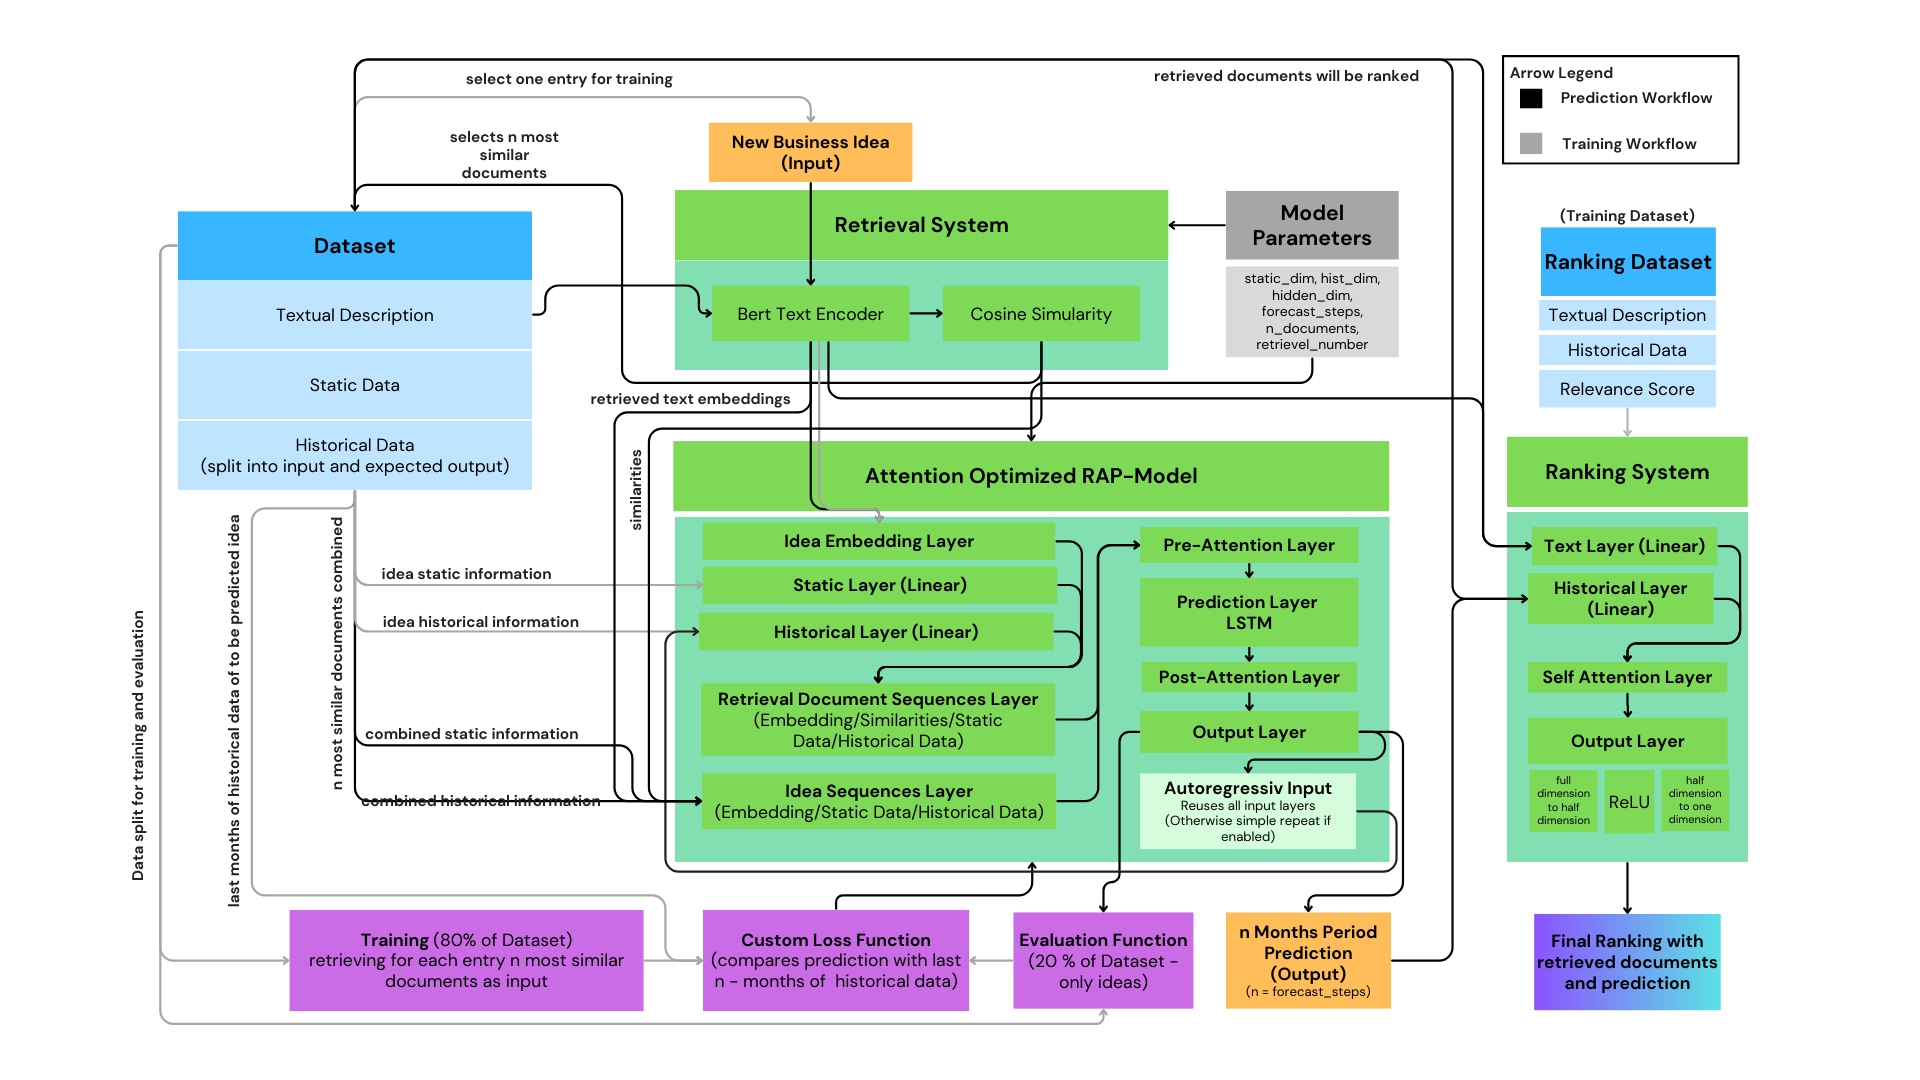 select one entry for training
retrieved documents will be ranked
Arrow Legend
Prediction Workflow
Training Workflow
selects n most
similar
documents
New Business Idea
(Input)
Dataset
Textual Description
Static Data
Historical Data
(split into input and expected output)
Retrieval System
Bert Text Encoder
Cosine Simularity
Model
Parameters
static_dim, hist_dim,
hidden_dim,
forecast_steps,
n_documents,
retrievel_number
(Training Dataset)
Ranking Dataset
Textual Description
Historical Data
Relevance Score
retrieved text embeddings
similarities
Attention Optimized RAP-Model
Idea Embedding Layer
Static Layer (Linear)
Historical Layer (Linear)
Retrieval Document Sequences Layer
(Embedding/Similarities/Static
Data/Historical Data)
Idea Sequences Layer
(Embedding/Static Data/Historical Data)
Pre-Attention Layer
Prediction Layer
LSTM
Post-Attention Layer
Output Layer
Autoregressiv Input
Reuses all input layers
(Otherwise simple repeat if
enabled)
Ranking System
Text Layer (Linear)
Historical Layer
(Linear)
Self Attention Layer
Output Layer
full
dimension
to half
dimension
ReLU
half
dimension
to one
dimension
Data split for training and evaluation
last months of historical data of to be predicted idea
n most similar documents combined
idea static information
idea historical information
combined static information
combined historical information
Training (80% of Dataset)
retrieving for each entry n most similar
documents as input
Custom Loss Function
(compares prediction with last
n - months of historical data)
Evaluation Function
(20 % of Dataset -
only ideas)
n Months Period
Prediction
(Output)
(n = forecast_steps)
Final Ranking with
retrieved documents
and prediction